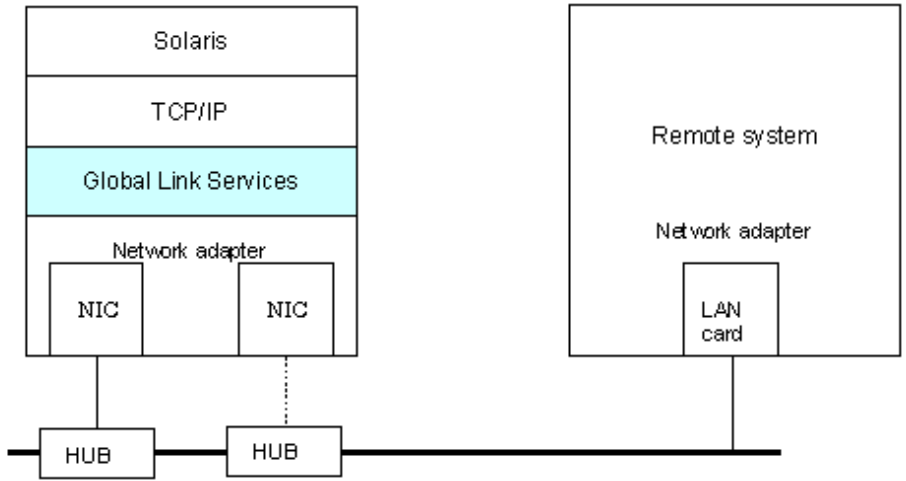 Solaris
TCP/IP
Global Link Services
Network adapter
NIC
NIC
HUB
HUB
Remote system
Network adapter
LAN
card